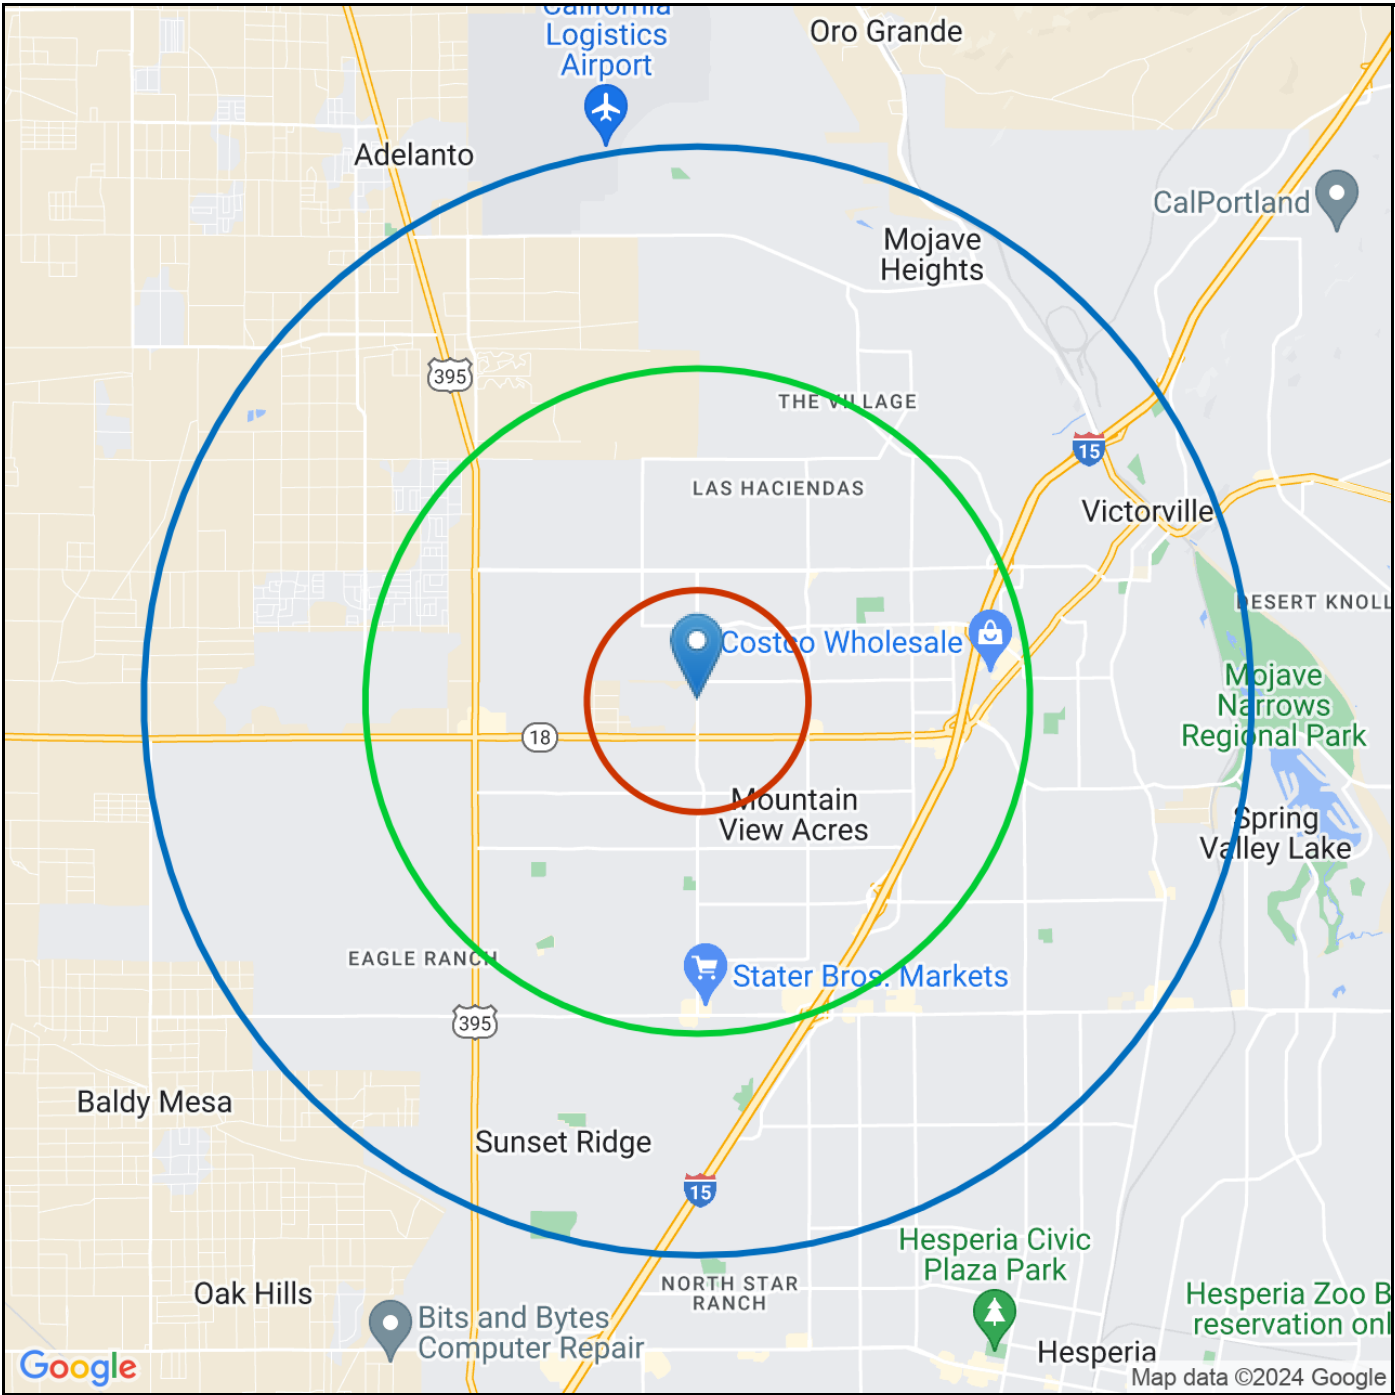 California
Logistics
Airport
Oro Grande
Adelanto
CalPortland
Mojave
Heights
395
THE VILLAGE
15
LAS HACIENDAS
Victorville
DESERT KNOLL
Costco Wholesale
Mojave
Narrows
Regional Park
18
Mountain
View Acres
Spring
Valley Lake
EAGLE RANCH
Stater Bros. Markets
395
Baldy Mesa
Sunset Ridge
15
Hesperia Civic
Plaza Park
NORTH STAR
RANCH
Oak Hills
Hesperia Zoo B
reservation onl
Bits and Bytes
Computer Repair
Hesperia
Google
Map data ©2024 Google